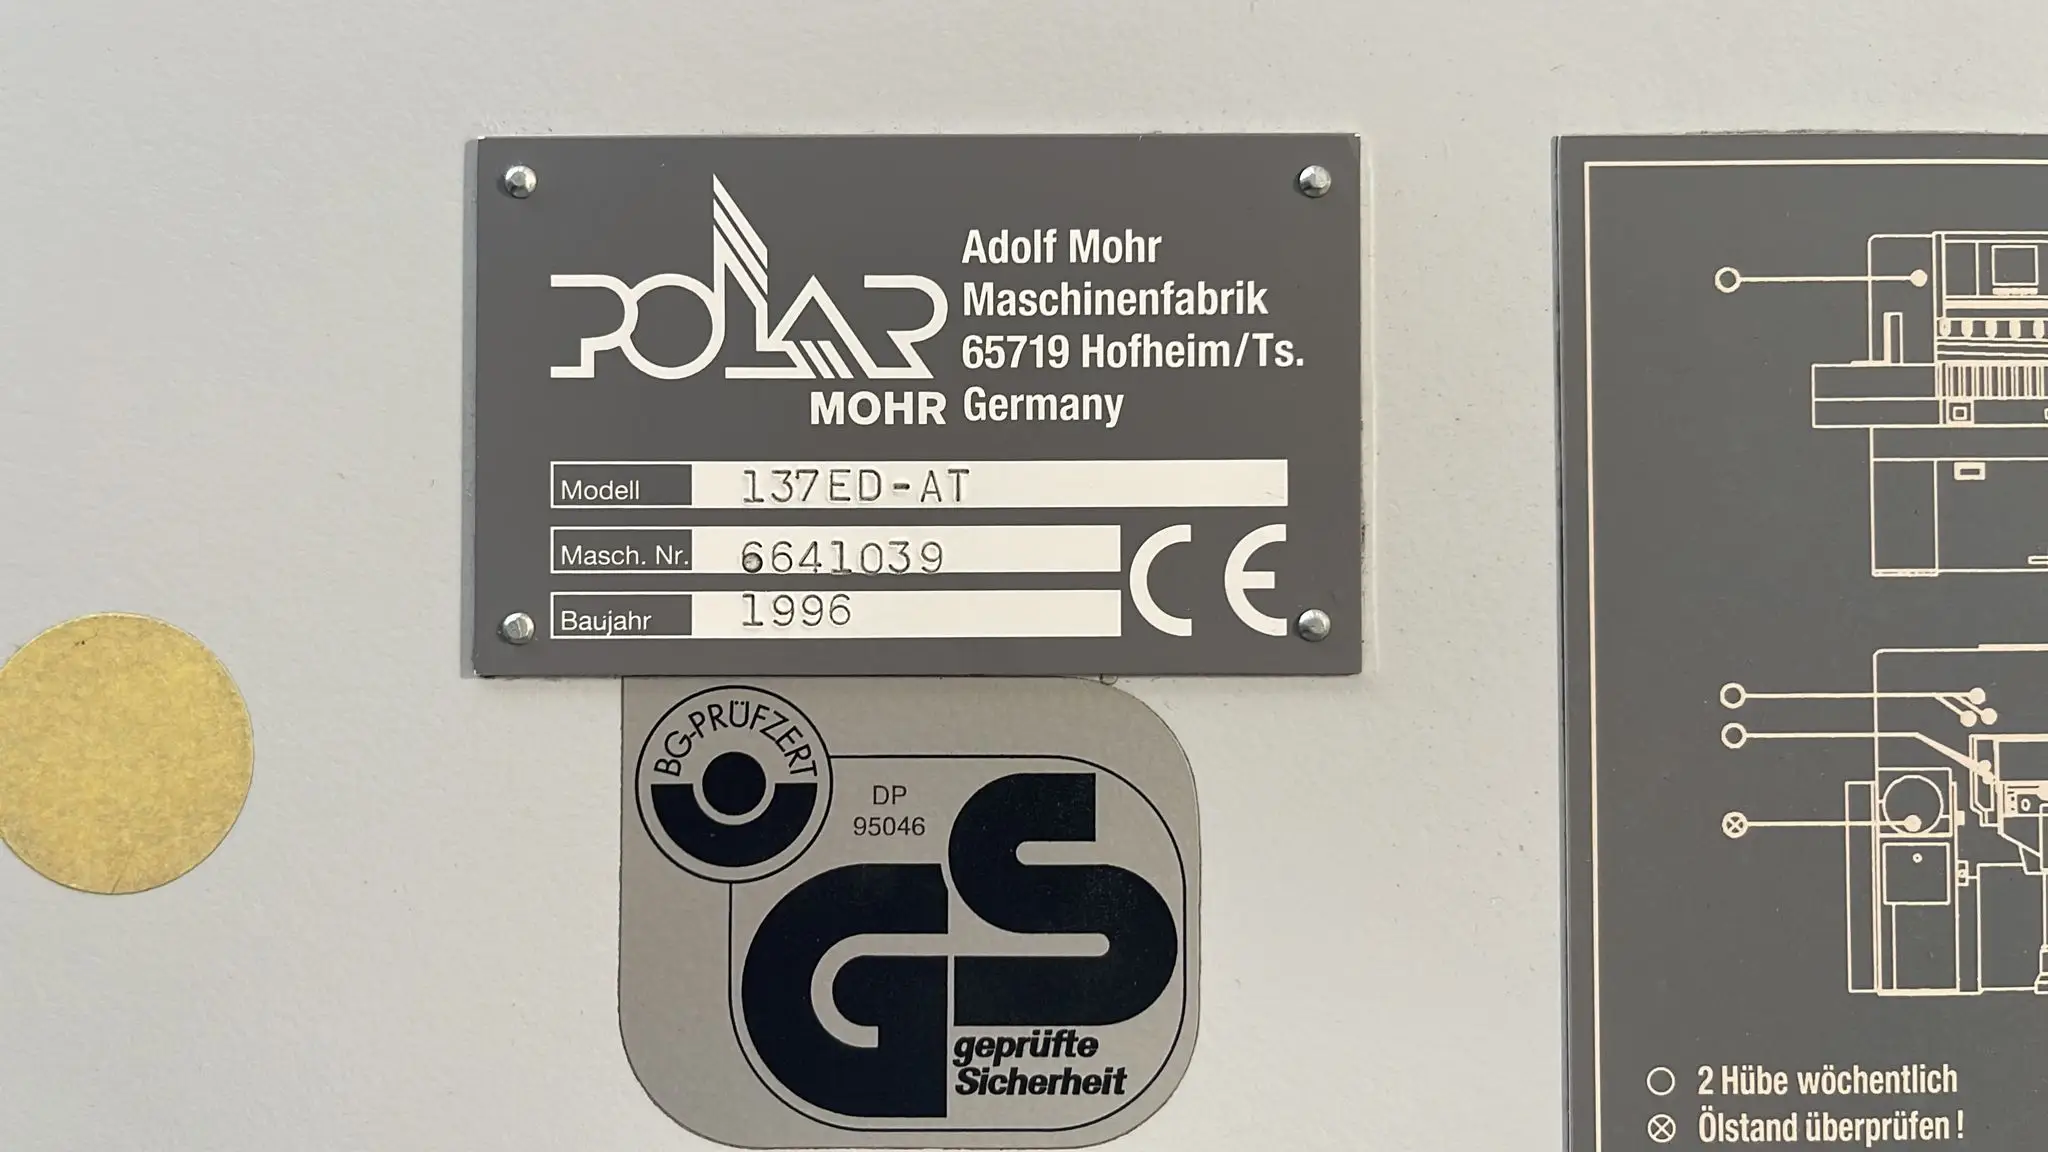 POLAR
MOHR
Adolf Mohr
Maschinenfabrik
65719 Hofheim/Ts.
Germany
Modell 137ED-AT
Masch. Nr. 6641039
Baujahr 1996
CE
BG-PRÜFZERT
DP
95046
GS
geprüfte
Sicherheit
2 Hübe wöchentlich
Ölstand überprüfen!